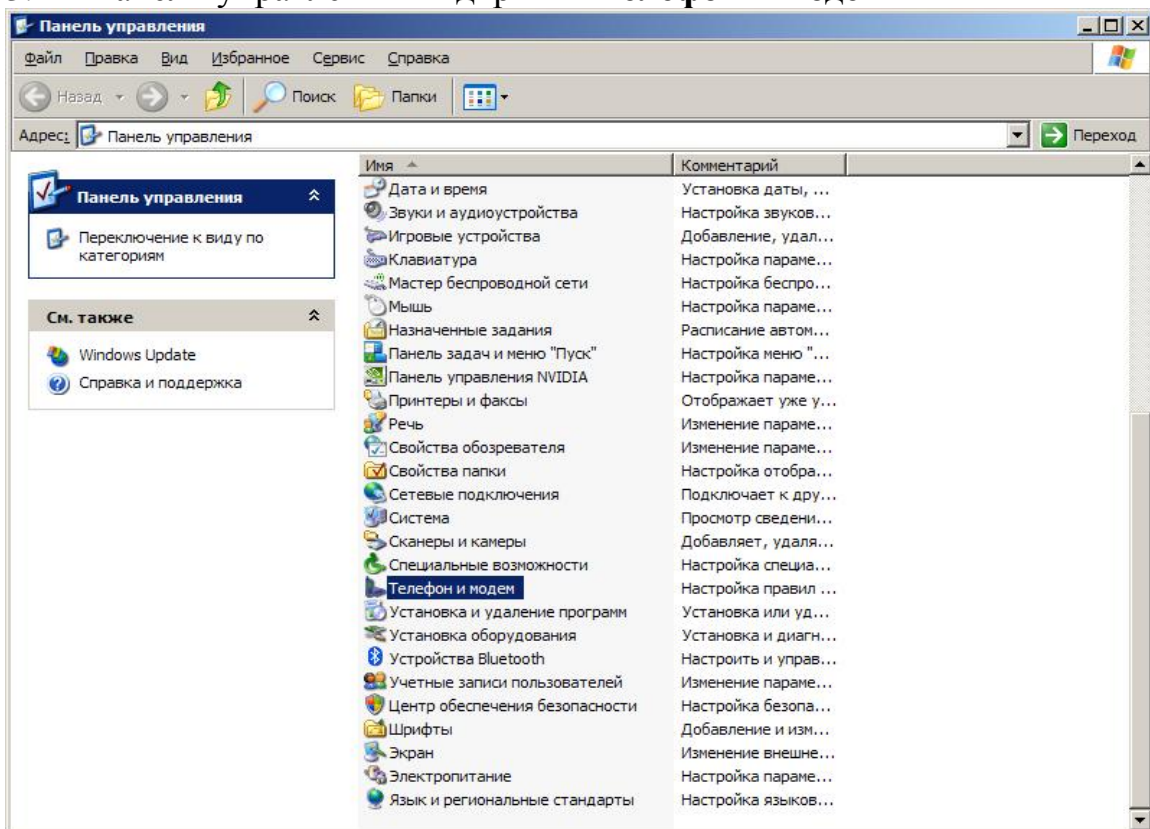 Панель управления
Файл Правка Вид Избранное Сервис Справка
Назад Поиск Папки
Адрес: Панель управления Переход
Панель управления
Переключение к виду по
категориям
См. также
Windows Update
Справка и поддержка
Имя Комментарий
Дата и время Установка даты, ...
Звуки и аудиоустройства Настройка звуков...
Игровые устройства Добавление, удал...
Клавиатура Настройка параме...
Мастер беспроводной сети Настройка беспро...
Мышь Настройка параме...
Назначенные задания Расписание автом...
Панель задач и меню "Пуск" Настройка меню "...
Панель управления NVIDIA Настройка параме...
Принтеры и факсы Отображает уже у...
Речь Изменение параме...
Свойства обозревателя Изменение параме...
Свойства папки Настройка отобра...
Сетевые подключения Подключает к дру...
Система Просмотр сведени...
Сканеры и камеры Добавляет, удаля...
Специальные возможности Настройка специа...
Телефон и модем Настройка правил ...
Установка и удаление программ Установка или уд...
Установка оборудования Установка и диагн...
Устройства Bluetooth Настроить и управ...
Учетные записи пользователей Изменение параме...
Центр обеспечения безопасности Настройка безопа...
Шрифты Добавление и изм...
Экран Изменение внешне...
Электропитание Настройка параме...
Язык и региональные стандарты Настройка языков...